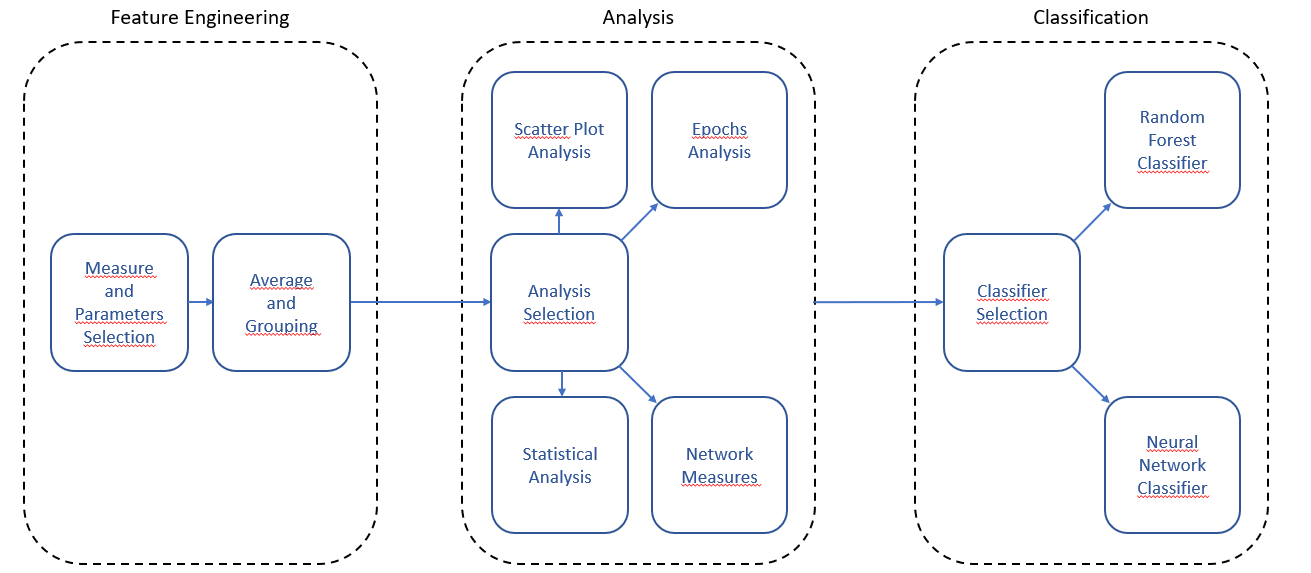 Feature Engineering
Analysis
Classification
Measure
and
Parameters
Selection
Average
and
Grouping
Scatter Plot
Analysis
Epochs
Analysis
Analysis
Selection
Statistical
Analysis
Network
Measures
Classifier
Selection
Random
Forest
Classifier
Neural
Network
Classifier